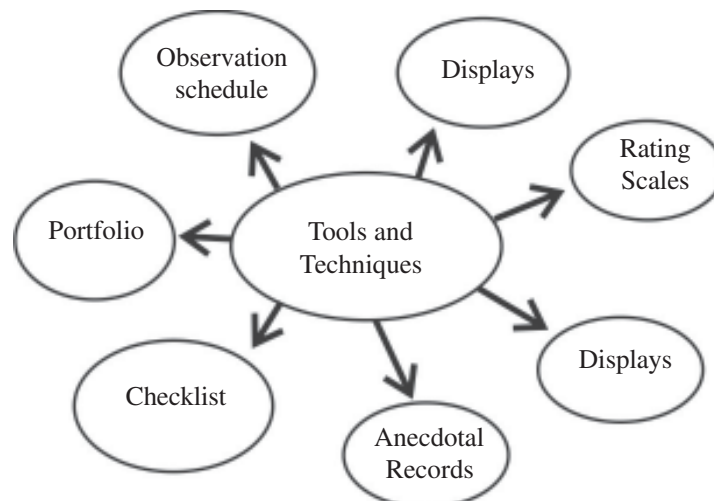 Observation
schedule
Displays
Rating
Scales
Portfolio
Tools and
Techniques
Displays
Checklist
Anecdotal
Records